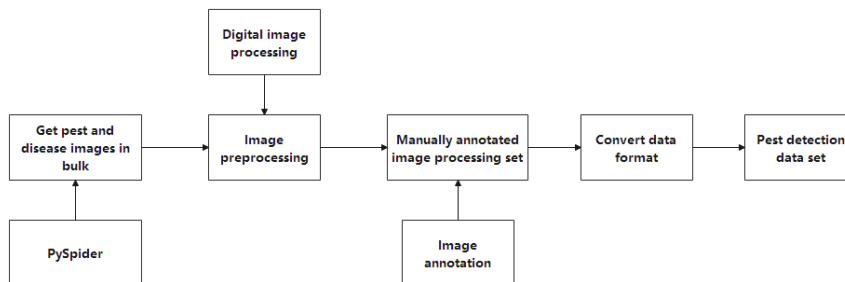 Digital image
processing
Get pest and
disease images in
bulk
Image
preprocessing
Manually annotated
image processing set
Convert data
format
Pest detection
data set
PySpider
Image
annotation